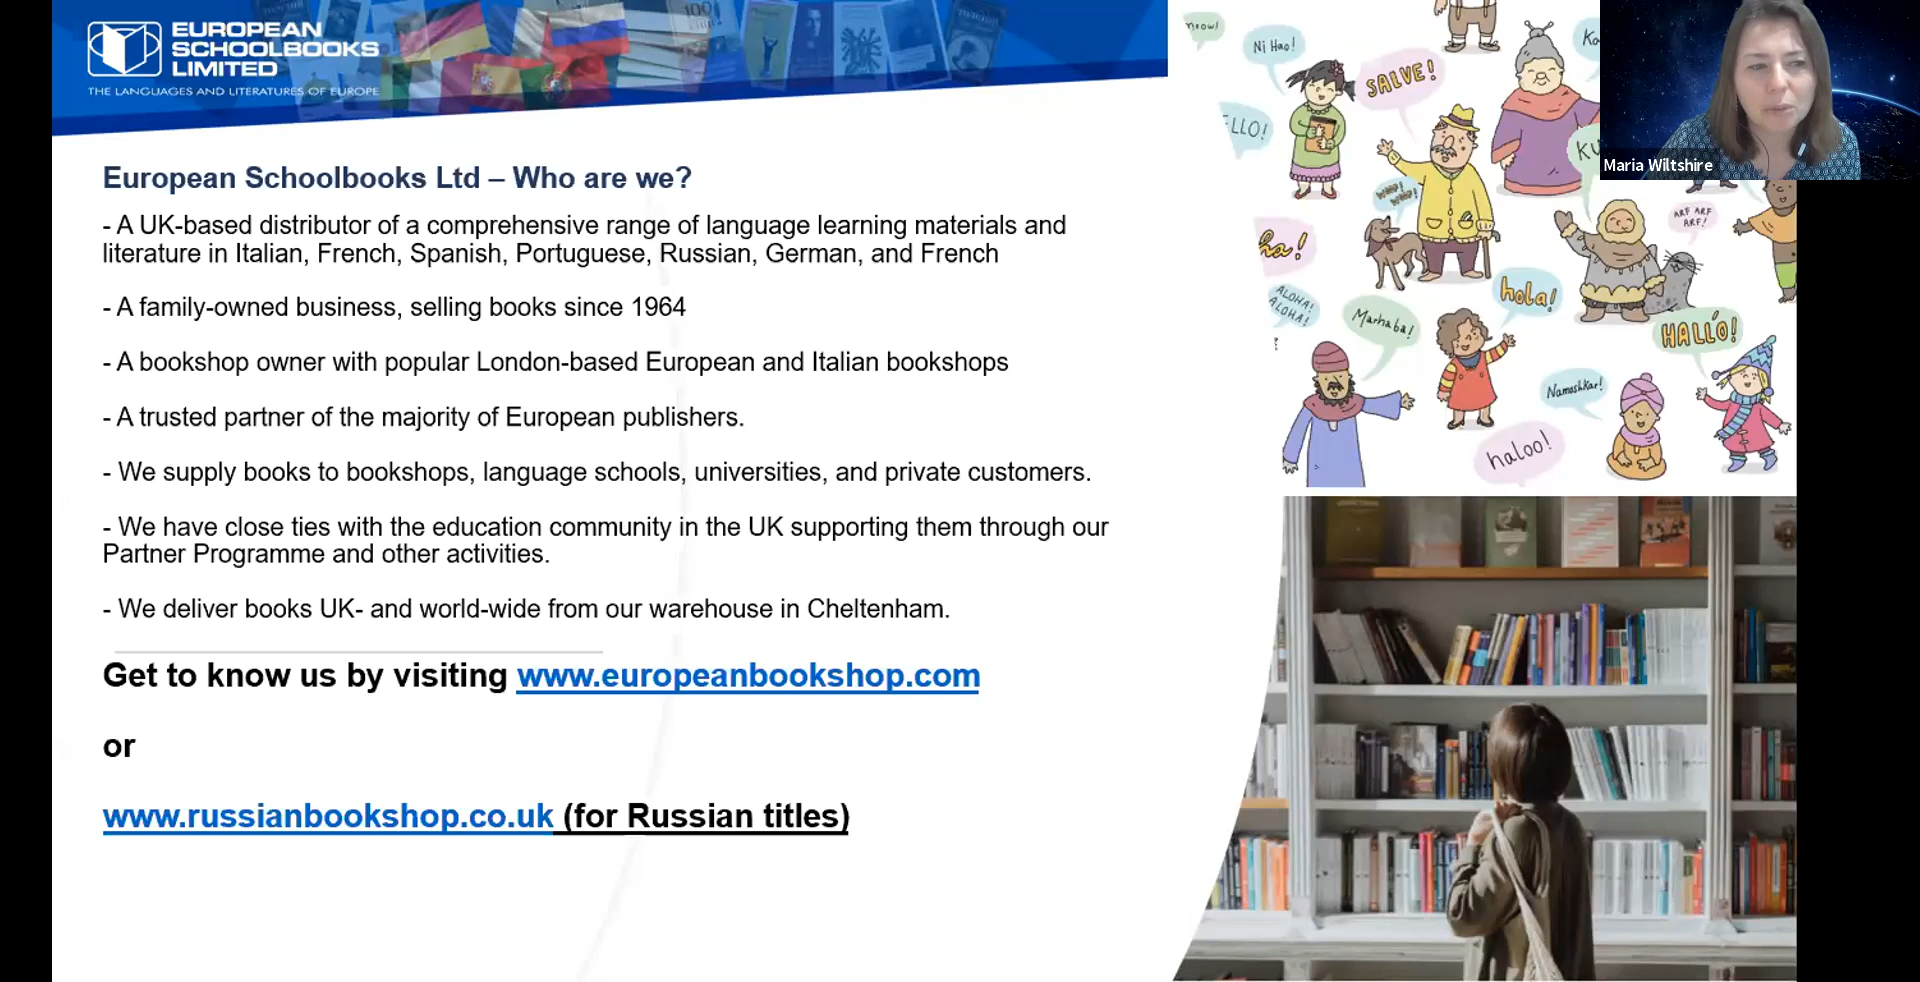 EUROPEAN
SCHOOLBOOKS
LIMITED
THE LANGUAGES AND LITERATURES OF EUROPE
European Schoolbooks Ltd – Who are we?
- A UK-based distributor of a comprehensive range of language learning materials and
literature in Italian, French, Spanish, Portuguese, Russian, German, and French
- A family-owned business, selling books since 1964
- A bookshop owner with popular London-based European and Italian bookshops
- A trusted partner of the majority of European publishers.
- We supply books to bookshops, language schools, universities, and private customers.
- We have close ties with the education community in the UK supporting them through our
Partner Programme and other activities.
- We deliver books UK- and world-wide from our warehouse in Cheltenham.
Get to know us by visiting www.europeanbookshop.com
or
www.russianbookshop.co.uk (for Russian titles)
meow!
Ni Hao!
SALVE!
LLO!
WOOF!
WOOF!
ARF ARF
ARF!
ALOHA!
ALOHA!
Marhaba!
hola!
HALLÓ!
Namashkar!
haloo!
Maria Wiltshire